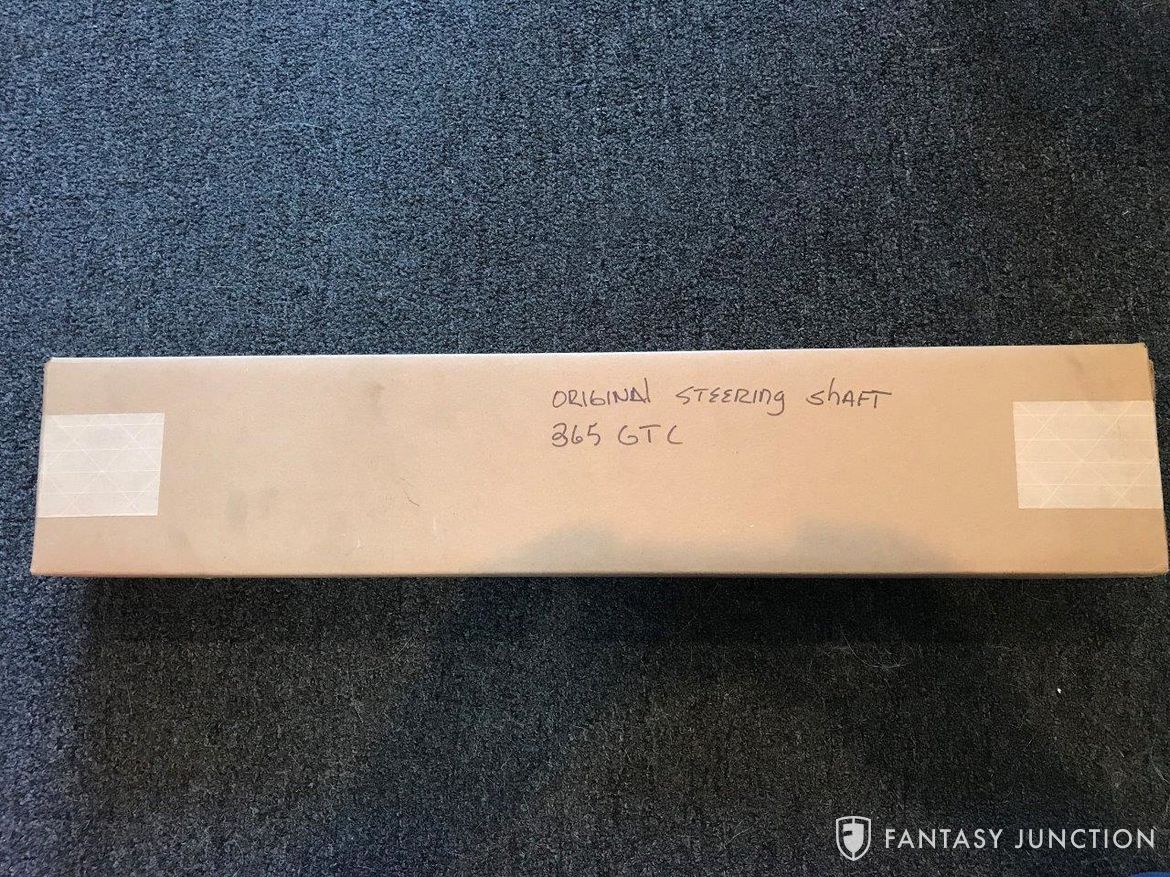 ORIGINAl STEERINg ShAFT
365 GTC
FANTASY JUNCTION